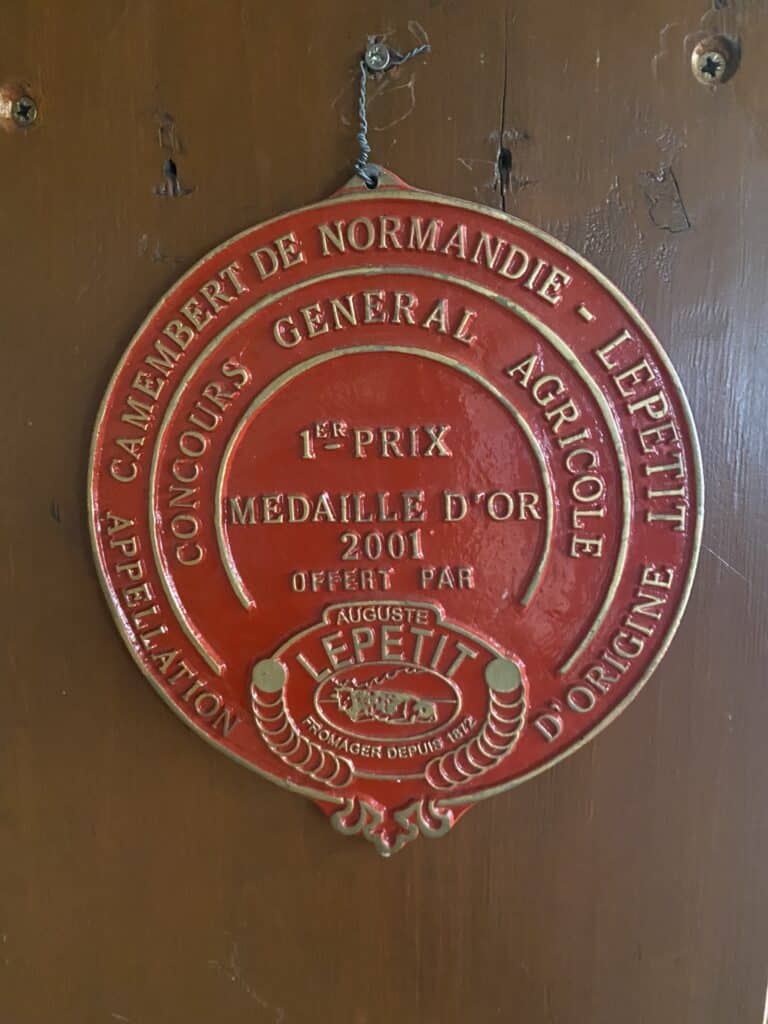 CAMEMBERT DE NORMANDIE - LEPETIT
APPELLATION D'ORIGINE
CONCOURS GENERAL AGRICOLE
1ER PRIX
MEDAILLE D'OR
2001
OFFERT PAR
AUGUSTE
LEPETIT
FROMAGER DEPUIS 1872